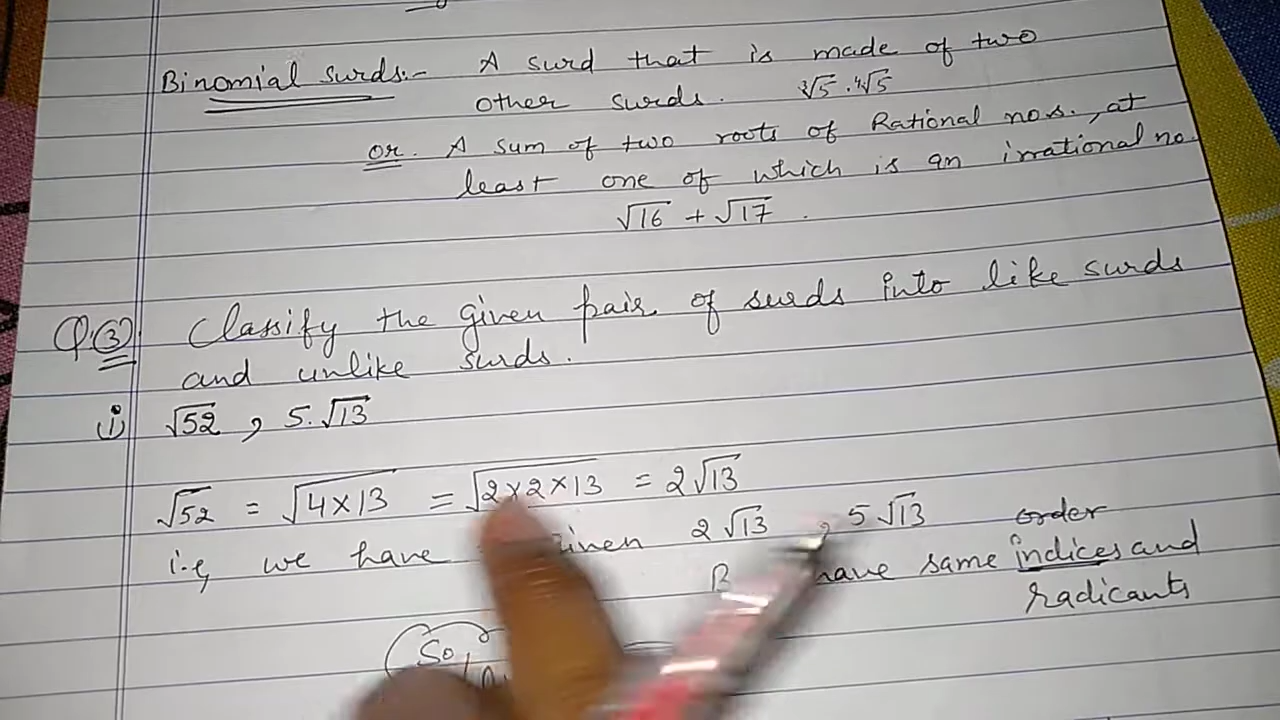 Binomial surds:- A surd that is made of two
other surds. ∛5 . ∜5
or. A sum of two roots of Rational nos., at
least one of which is an irrational no.
√16 + √17 .
Q.③ Classify the given pair of surds into like surds
and unlike surds.
i) √52 , 5.√13
√52 = √4×13 = √2×2×13 = 2√13
i.e, we have 2√13 , 5√13 order
have same indices and
radicants
So,